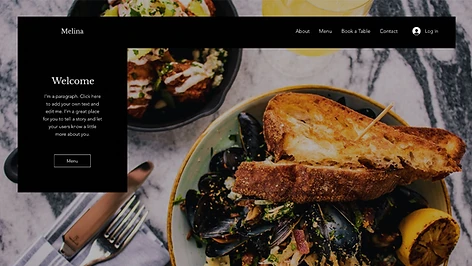 Melina
About
Menu
Book a Table
Contact
Log In
Welcome
I'm a paragraph. Click here
to add your own text and
edit me. I'm a great place
for you to tell a story and let
your users know a little
more about you.
Menu